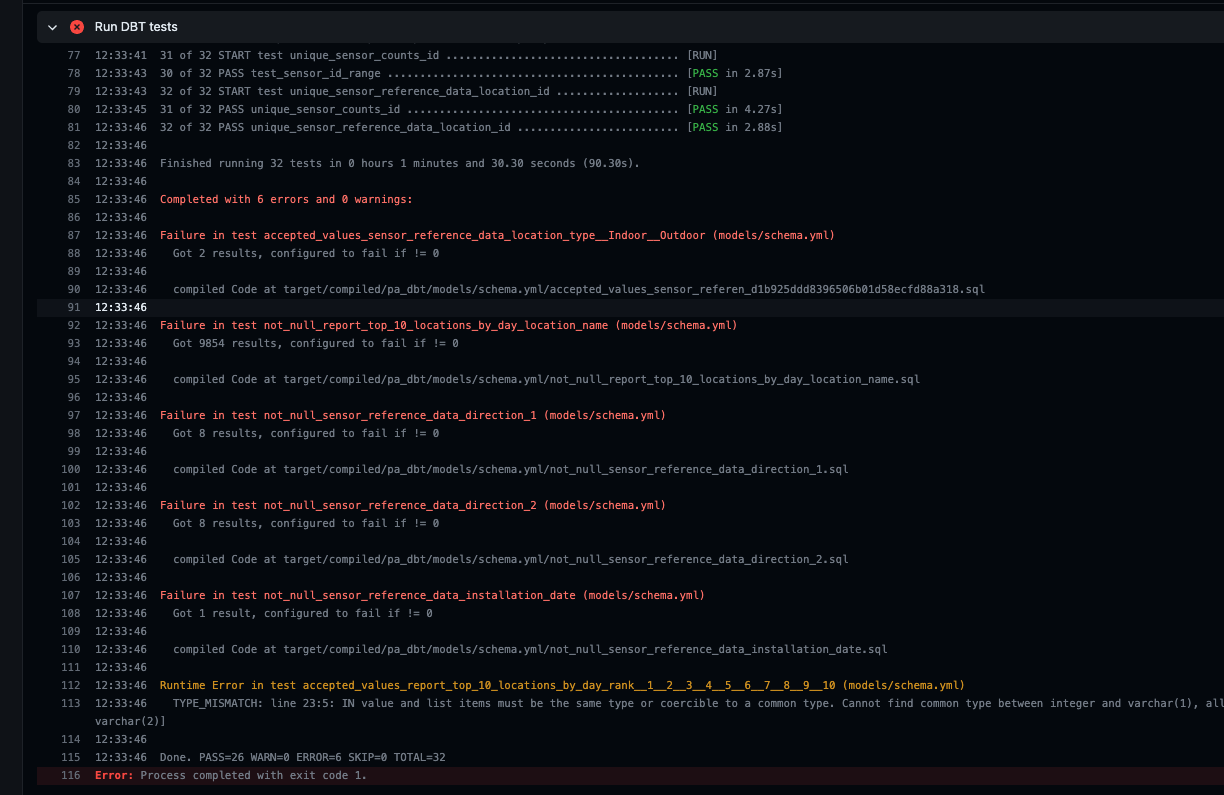 Run DBT tests
77 12:33:41 31 of 32 START test unique_sensor_counts_id .................................... [RUN]
78 12:33:43 30 of 32 PASS test_sensor_id_range ............................................. [PASS in 2.87s]
79 12:33:43 32 of 32 START test unique_sensor_reference_data_location_id ................... [RUN]
80 12:33:45 31 of 32 PASS unique_sensor_counts_id .......................................... [PASS in 4.27s]
81 12:33:46 32 of 32 PASS unique_sensor_reference_data_location_id ......................... [PASS in 2.88s]
82 12:33:46
83 12:33:46 Finished running 32 tests in 0 hours 1 minutes and 30.30 seconds (90.30s).
84 12:33:46
85 12:33:46 Completed with 6 errors and 0 warnings:
86 12:33:46
87 12:33:46 Failure in test accepted_values_sensor_reference_data_location_type__Indoor__Outdoor (models/schema.yml)
88 12:33:46 Got 2 results, configured to fail if != 0
89 12:33:46
90 12:33:46 compiled Code at target/compiled/pa_dbt/models/schema.yml/accepted_values_sensor_referen_d1b925ddd8396506b01d58ecfd88a318.sql
91 12:33:46
92 12:33:46 Failure in test not_null_report_top_10_locations_by_day_location_name (models/schema.yml)
93 12:33:46 Got 9854 results, configured to fail if != 0
94 12:33:46
95 12:33:46 compiled Code at target/compiled/pa_dbt/models/schema.yml/not_null_report_top_10_locations_by_day_location_name.sql
96 12:33:46
97 12:33:46 Failure in test not_null_sensor_reference_data_direction_1 (models/schema.yml)
98 12:33:46 Got 8 results, configured to fail if != 0
99 12:33:46
100 12:33:46 compiled Code at target/compiled/pa_dbt/models/schema.yml/not_null_sensor_reference_data_direction_1.sql
101 12:33:46
102 12:33:46 Failure in test not_null_sensor_reference_data_direction_2 (models/schema.yml)
103 12:33:46 Got 8 results, configured to fail if != 0
104 12:33:46
105 12:33:46 compiled Code at target/compiled/pa_dbt/models/schema.yml/not_null_sensor_reference_data_direction_2.sql
106 12:33:46
107 12:33:46 Failure in test not_null_sensor_reference_data_installation_date (models/schema.yml)
108 12:33:46 Got 1 result, configured to fail if != 0
109 12:33:46
110 12:33:46 compiled Code at target/compiled/pa_dbt/models/schema.yml/not_null_sensor_reference_data_installation_date.sql
111 12:33:46
112 12:33:46 Runtime Error in test accepted_values_report_top_10_locations_by_day_rank__1__2__3__4__5__6__7__8__9__10 (models/schema.yml)
113 12:33:46 TYPE_MISMATCH: line 23:5: IN value and list items must be the same type or coercible to a common type. Cannot find common type between integer and varchar(1), all
varchar(2)]
114 12:33:46
115 12:33:46 Done. PASS=26 WARN=0 ERROR=6 SKIP=0 TOTAL=32
116 Error: Process completed with exit code 1.